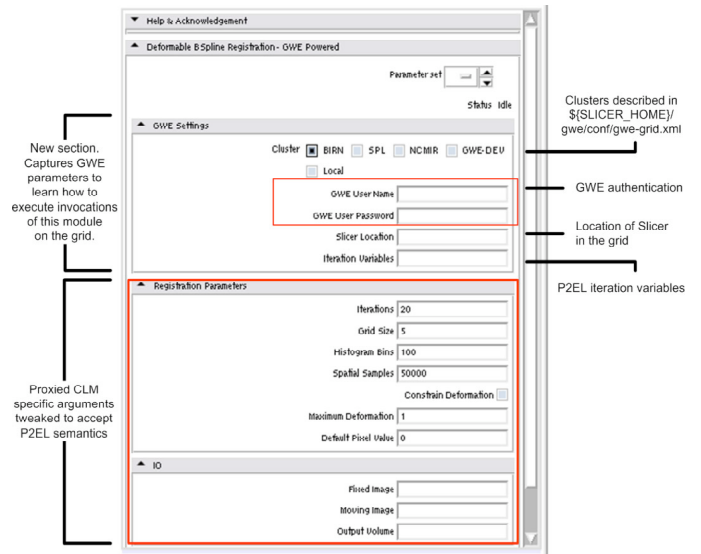 Help & Acknowledgement
Deformable BSpline Registration - GWE Powered
Parameter set
Status Idle
GWE Settings
Cluster BIRN SPL NCMIR GWE-DEV
Local
GWE User Name
GWE User Password
Slicer Location
Iteration Variables
Registration Parameters
Iterations 20
Grid Size 5
Histogram Bins 100
Spatial Samples 50000
Constrain Deformation
Maximum Deformation 1
Default Pixel Value 0
IO
Fixed Image
Moving Image
Output Volume
New section.
Captures GWE
parameters to
learn how to
execute invocations
of this module
on the grid.
Proxied CLM
specific arguments
tweaked to accept
P2EL semantics
Clusters described in
${SLICER_HOME}/
gwe/conf/gwe-grid.xml
GWE authentication
Location of Slicer
in the grid
P2EL iteration variables